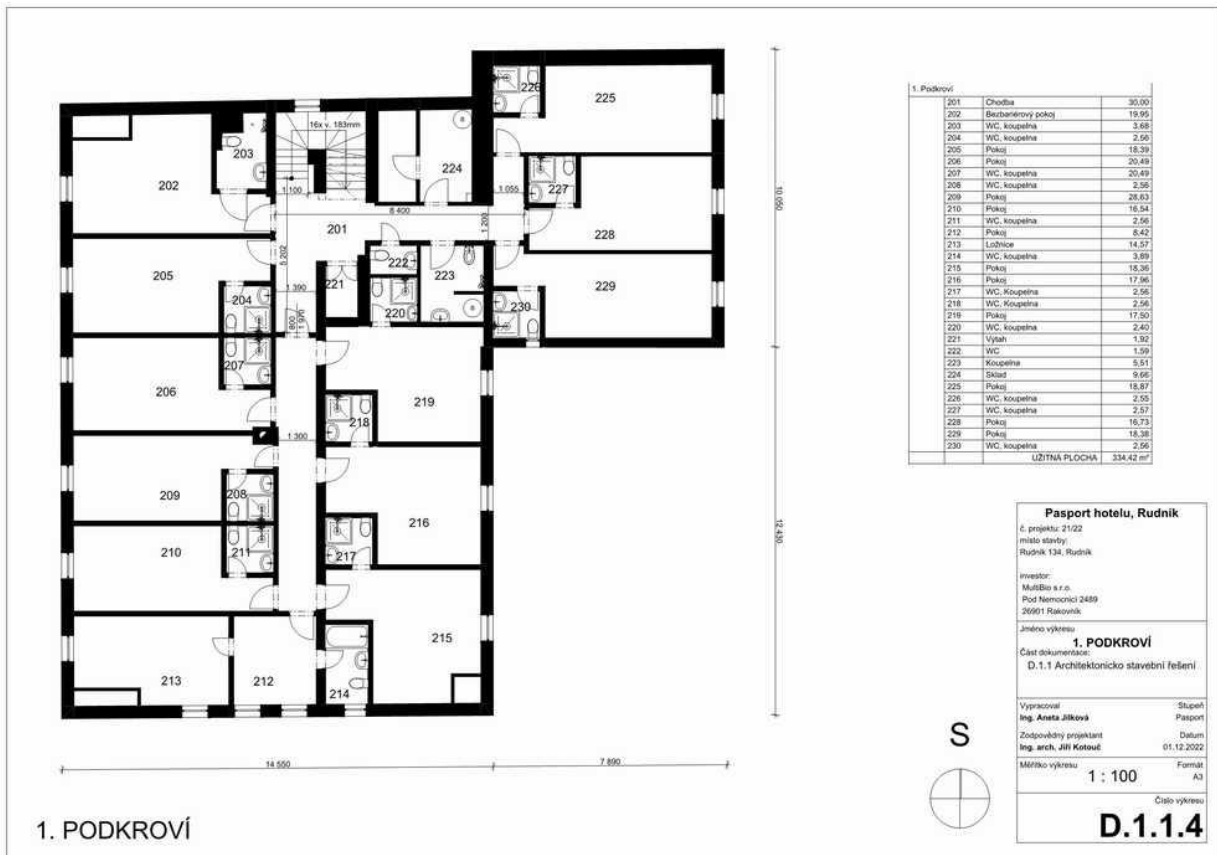 16x v. 183mm
226
225
203
202
224
227
1 100
1 055
8 400
1 200
201
228
222
223
205
5 202
221
229
1 390
204
220
230
800
1 970
207
206
219
218
1 300
209
208
216
210
211
217
215
213
212
214
10 050
12 430
14 550
7 890
1. PODKROVÍ
1. Podkroví
201 Chodba 30,00
202 Bezbariérový pokoj 19,95
203 WC, koupelna 3,68
204 WC, koupelna 2,56
205 Pokoj 18,39
206 Pokoj 20,49
207 WC, koupelna 20,49
208 WC, koupelna 2,56
209 Pokoj 28,63
210 Pokoj 16,54
211 WC, koupelna 2,56
212 Pokoj 8,42
213 Ložnice 14,57
214 WC, koupelna 3,89
215 Pokoj 18,36
216 Pokoj 17,96
217 WC, Koupelna 2,56
218 WC, Koupelna 2,56
219 Pokoj 17,50
220 WC, koupelna 2,40
221 Výtah 1,92
222 WC 1,59
223 Koupelna 5,51
224 Sklad 9,66
225 Pokoj 18,87
226 WC, koupelna 2,55
227 WC, koupelna 2,57
228 Pokoj 16,73
229 Pokoj 18,38
230 WC, koupelna 2,56
UŽITNÁ PLOCHA 334,42 m²
S
Pasport hotelu, Rudník
č. projektu: 21/22
místo stavby:
Rudník 134, Rudník
investor:
MultiBio s.r.o.
Pod Nemocnicí 2489
26901 Rakovník
Jméno výkresu
1. PODKROVÍ
Část dokumentace:
D.1.1 Architektonicko stavební řešení
Vypracoval Stupeň
Ing. Aneta Jílková Pasport
Zodpovědný projektant Datum
Ing. arch. Jiří Kotouč 01.12.2022
Měřítko výkresu Formát
1 : 100 A3
Číslo výkresu
D.1.1.4